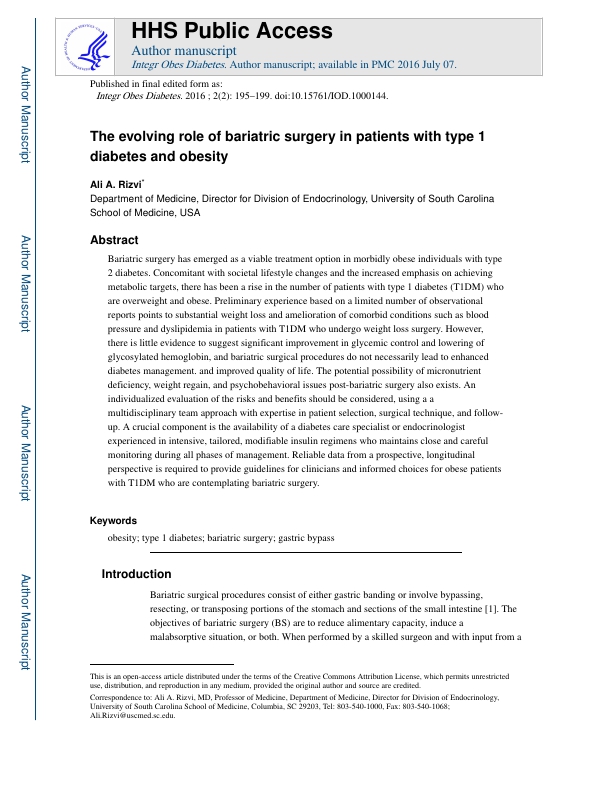 HHS Public Access
Author manuscript
Integr Obes Diabetes. Author manuscript; available in PMC 2016 July 07.
Published in final edited form as:
Integr Obes Diabetes. 2016 ; 2(2): 195–199. doi:10.15761/IOD.1000144.
The evolving role of bariatric surgery in patients with type 1
diabetes and obesity
Ali A. Rizvi*
Department of Medicine, Director for Division of Endocrinology, University of South Carolina
School of Medicine, USA
Abstract
Bariatric surgery has emerged as a viable treatment option in morbidly obese individuals with type
2 diabetes. Concomitant with societal lifestyle changes and the increased emphasis on achieving
metabolic targets, there has been a rise in the number of patients with type 1 diabetes (T1DM) who
are overweight and obese. Preliminary experience based on a limited number of observational
reports points to substantial weight loss and amelioration of comorbid conditions such as blood
pressure and dyslipidemia in patients with T1DM who undergo weight loss surgery. However,
there is little evidence to suggest significant improvement in glycemic control and lowering of
glycosylated hemoglobin, and bariatric surgical procedures do not necessarily lead to enhanced
diabetes management. and improved quality of life. The potential possibility of micronutrient
deficiency, weight regain, and psychobehavioral issues post-bariatric surgery also exists. An
individualized evaluation of the risks and benefits should be considered, using a a
multidisciplinary team approach with expertise in patient selection, surgical technique, and follow-
up. A crucial component is the availability of a diabetes care specialist or endocrinologist
experienced in intensive, tailored, modifiable insulin regimens who maintains close and careful
monitoring during all phases of management. Reliable data from a prospective, longitudinal
perspective is required to provide guidelines for clinicians and informed choices for obese patients
with T1DM who are contemplating bariatric surgery.
Keywords
obesity; type 1 diabetes; bariatric surgery; gastric bypass
Introduction
Bariatric surgical procedures consist of either gastric banding or involve bypassing,
resecting, or transposing portions of the stomach and sections of the small intestine [1]. The
objectives of bariatric surgery (BS) are to reduce alimentary capacity, induce a
malabsorptive situation, or both. When performed by a skilled surgeon and with input from a
This is an open-access article distributed under the terms of the Creative Commons Attribution License, which permits unrestricted
use, distribution, and reproduction in any medium, provided the original author and source are credited.
Correspondence to: Ali A. Rizvi, MD, Professor of Medicine, Department of Medicine, Director for Division of Endocrinology,
University of South Carolina School of Medicine, Columbia, SC 29203, Tel: 803-540-1000, Fax: 803-540-1068;
Ali.Rizvi@uscmed.sc.edu.
Author Manuscript
Author Manuscript
Author Manuscript
Author Manuscript